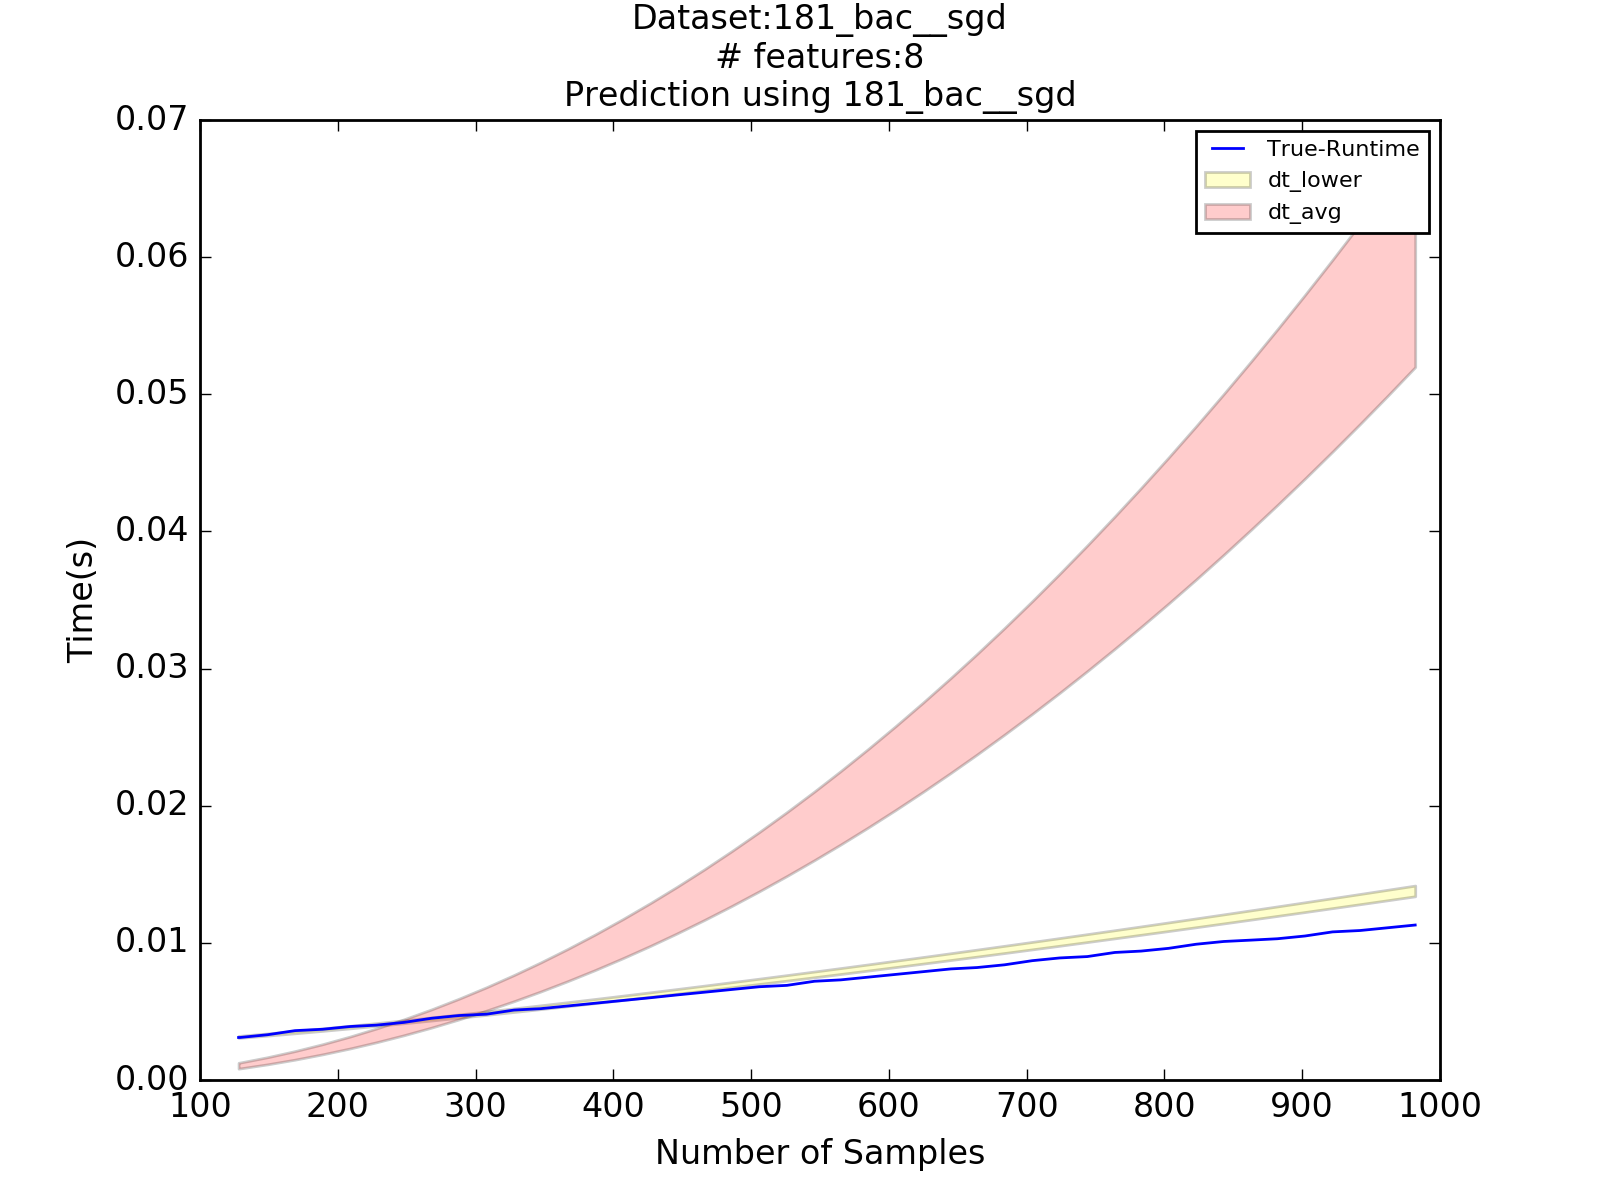 Dataset:181_bac__sgd
# features:8
Prediction using 181_bac__sgd
True-Runtime
dt_lower
dt_avg
0.07
0.06
0.05
0.04
0.03
0.02
0.01
0.00
Time(s)
100 200 300 400 500 600 700 800 900 1000
Number of Samples